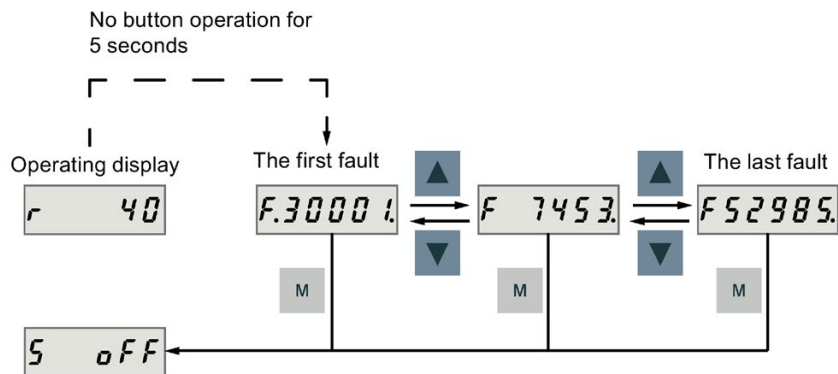 No button operation for
5 seconds
Operating display
The first fault
The last fault
r 40
F.30001.
F 7453.
F52985.
M
M
M
S oFF